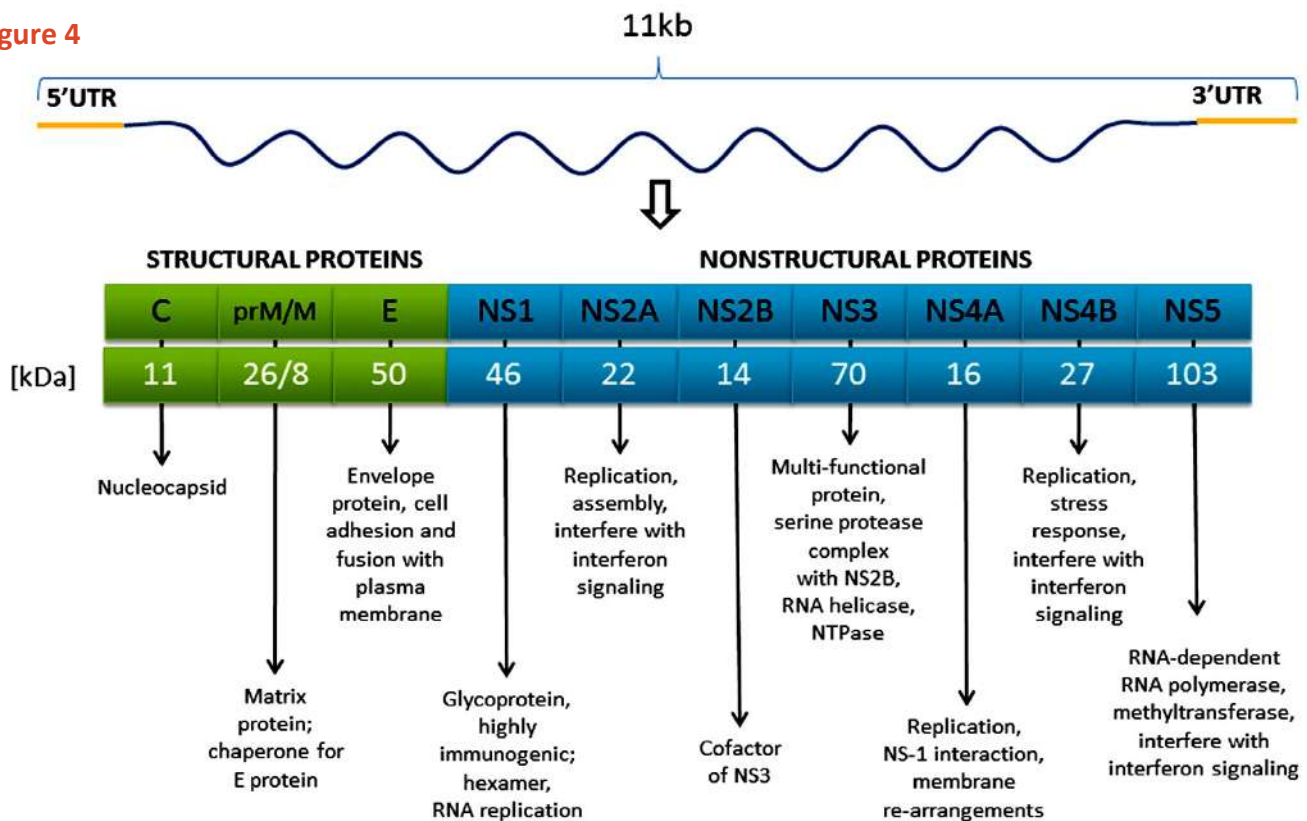 gure 4
11kb
5'UTR
3'UTR
STRUCTURAL PROTEINS
NONSTRUCTURAL PROTEINS
C prM/M E NS1 NS2A NS2B NS3 NS4A NS4B NS5
[kDa] 11 26/8 50 46 22 14 70 16 27 103
Nucleocapsid
Matrix
protein;
chaperone for
E protein
Envelope
protein, cell
adhesion and
fusion with
plasma
membrane
Glycoprotein,
highly
immunogenic;
hexamer,
RNA replication
Replication,
assembly,
interfere with
interferon
signaling
Cofactor
of NS3
Multi-functional
protein,
serine protease
complex
with NS2B,
RNA helicase,
NTPase
Replication,
NS-1 interaction,
membrane
re-arrangements
Replication,
stress
response,
interfere with
interferon
signaling
RNA-dependent
RNA polymerase,
methyltransferase,
interfere with
interferon signaling